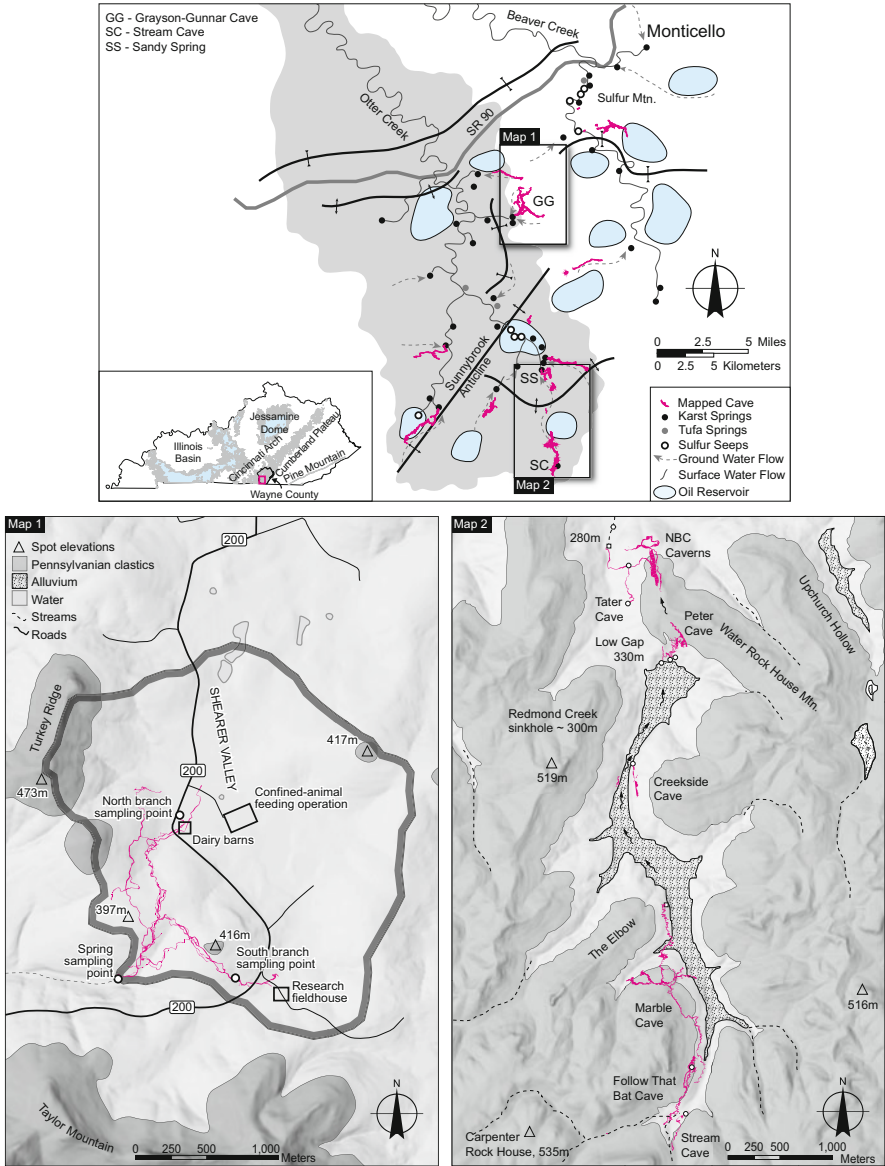 GG - Grayson-Gunnar Cave
SC - Stream Cave
SS - Sandy Spring
Beaver Creek
Monticello
Otter Creek
SR 90
Sulfur Mtn.
Map 1
GG
N
Sunnybrook
Anticline
SS
SC
Map 2
0 2.5 5 Miles
0 2.5 5 Kilometers
Mapped Cave
Karst Springs
Tufa Springs
Sulfur Seeps
Ground Water Flow
Surface Water Flow
Oil Reservoir
Jessamine
Dome
Illinois
Basin
Cincinnati Arch
Cumberland Plateau
Pine Mountain
Wayne County
Map 1
Spot elevations
Pennsylvanian clastics
Alluvium
Water
Streams
Roads
200
Turkey Ridge
SHEARER VALLEY
417m
473m
200
North branch
sampling point
Confined-animal
feeding operation
Dairy barns
397m
416m
Spring
sampling
point
South branch
sampling point
Research
fieldhouse
200
Taylor Mountain
N
0 250 500 1,000
Meters
Map 2
280m
NBC
Caverns
Tater
Cave
Peter
Cave
Upchurch Hollow
Low Gap
330m
Water Rock House Mtn.
Redmond Creek
sinkhole ~ 300m
519m
Creekside
Cave
The Elbow
Marble
Cave
516m
Follow That
Bat Cave
Carpenter
Rock House, 535m
Stream
Cave
N
0 250 500 1,000
Meters